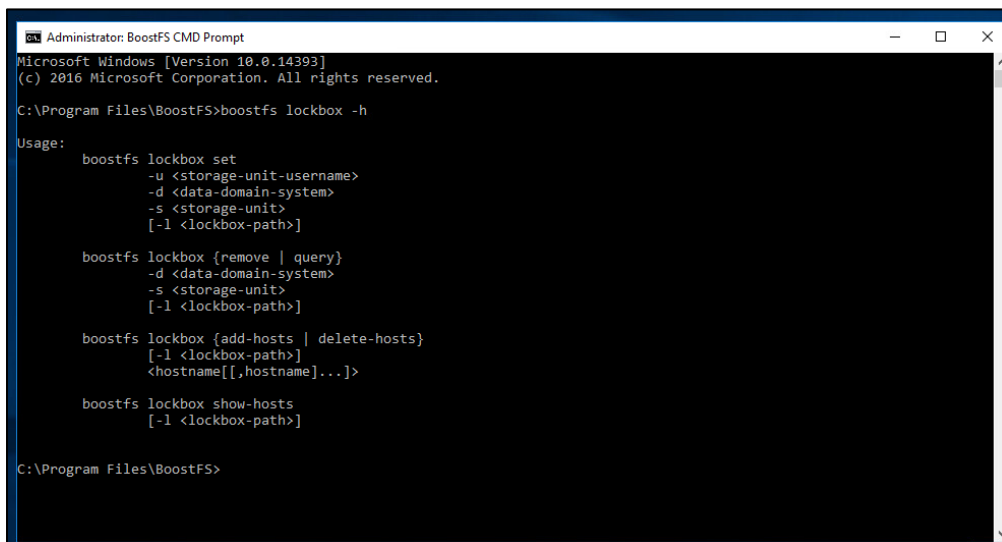 Administrator: BoostFS CMD Prompt
Microsoft Windows [Version 10.0.14393]
(c) 2016 Microsoft Corporation. All rights reserved.
C:\Program Files\BoostFS>boostfs lockbox -h
Usage:
boostfs lockbox set
-u <storage-unit-username>
-d <data-domain-system>
-s <storage-unit>
[-l <lockbox-path>]
boostfs lockbox {remove | query}
-d <data-domain-system>
-s <storage-unit>
[-l <lockbox-path>]
boostfs lockbox {add-hosts | delete-hosts}
[-l <lockbox-path>]
<hostname[[,hostname]...]>
boostfs lockbox show-hosts
[-l <lockbox-path>]
C:\Program Files\BoostFS>